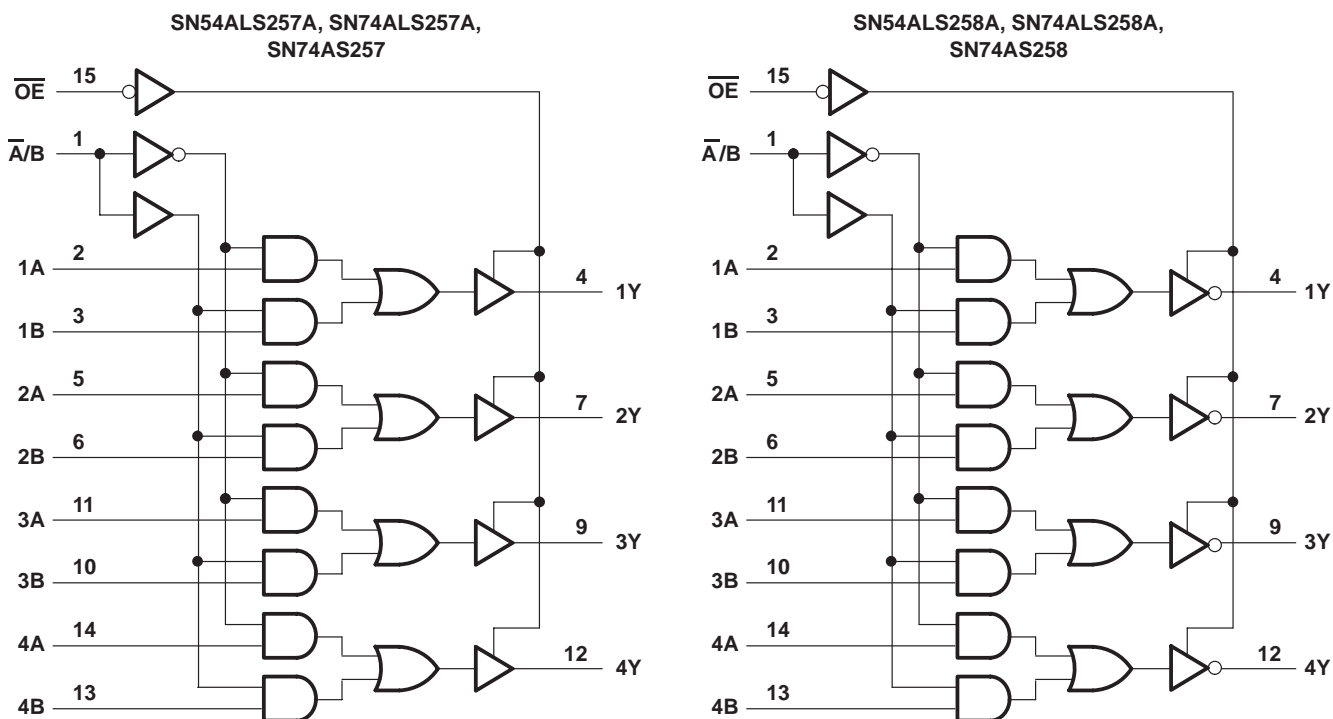 SN54ALS257A, SN74ALS257A,
SN74AS257
O̅E̅ 15
A̅/B 1
1A 2
4 1Y
1B 3
2A 5
7 2Y
2B 6
3A 11
9 3Y
3B 10
4A 14
12 4Y
4B 13
SN54ALS258A, SN74ALS258A,
SN74AS258
O̅E̅ 15
A̅/B 1
1A 2
4 1Y
1B 3
2A 5
7 2Y
2B 6
3A 11
9 3Y
3B 10
4A 14
12 4Y
4B 13